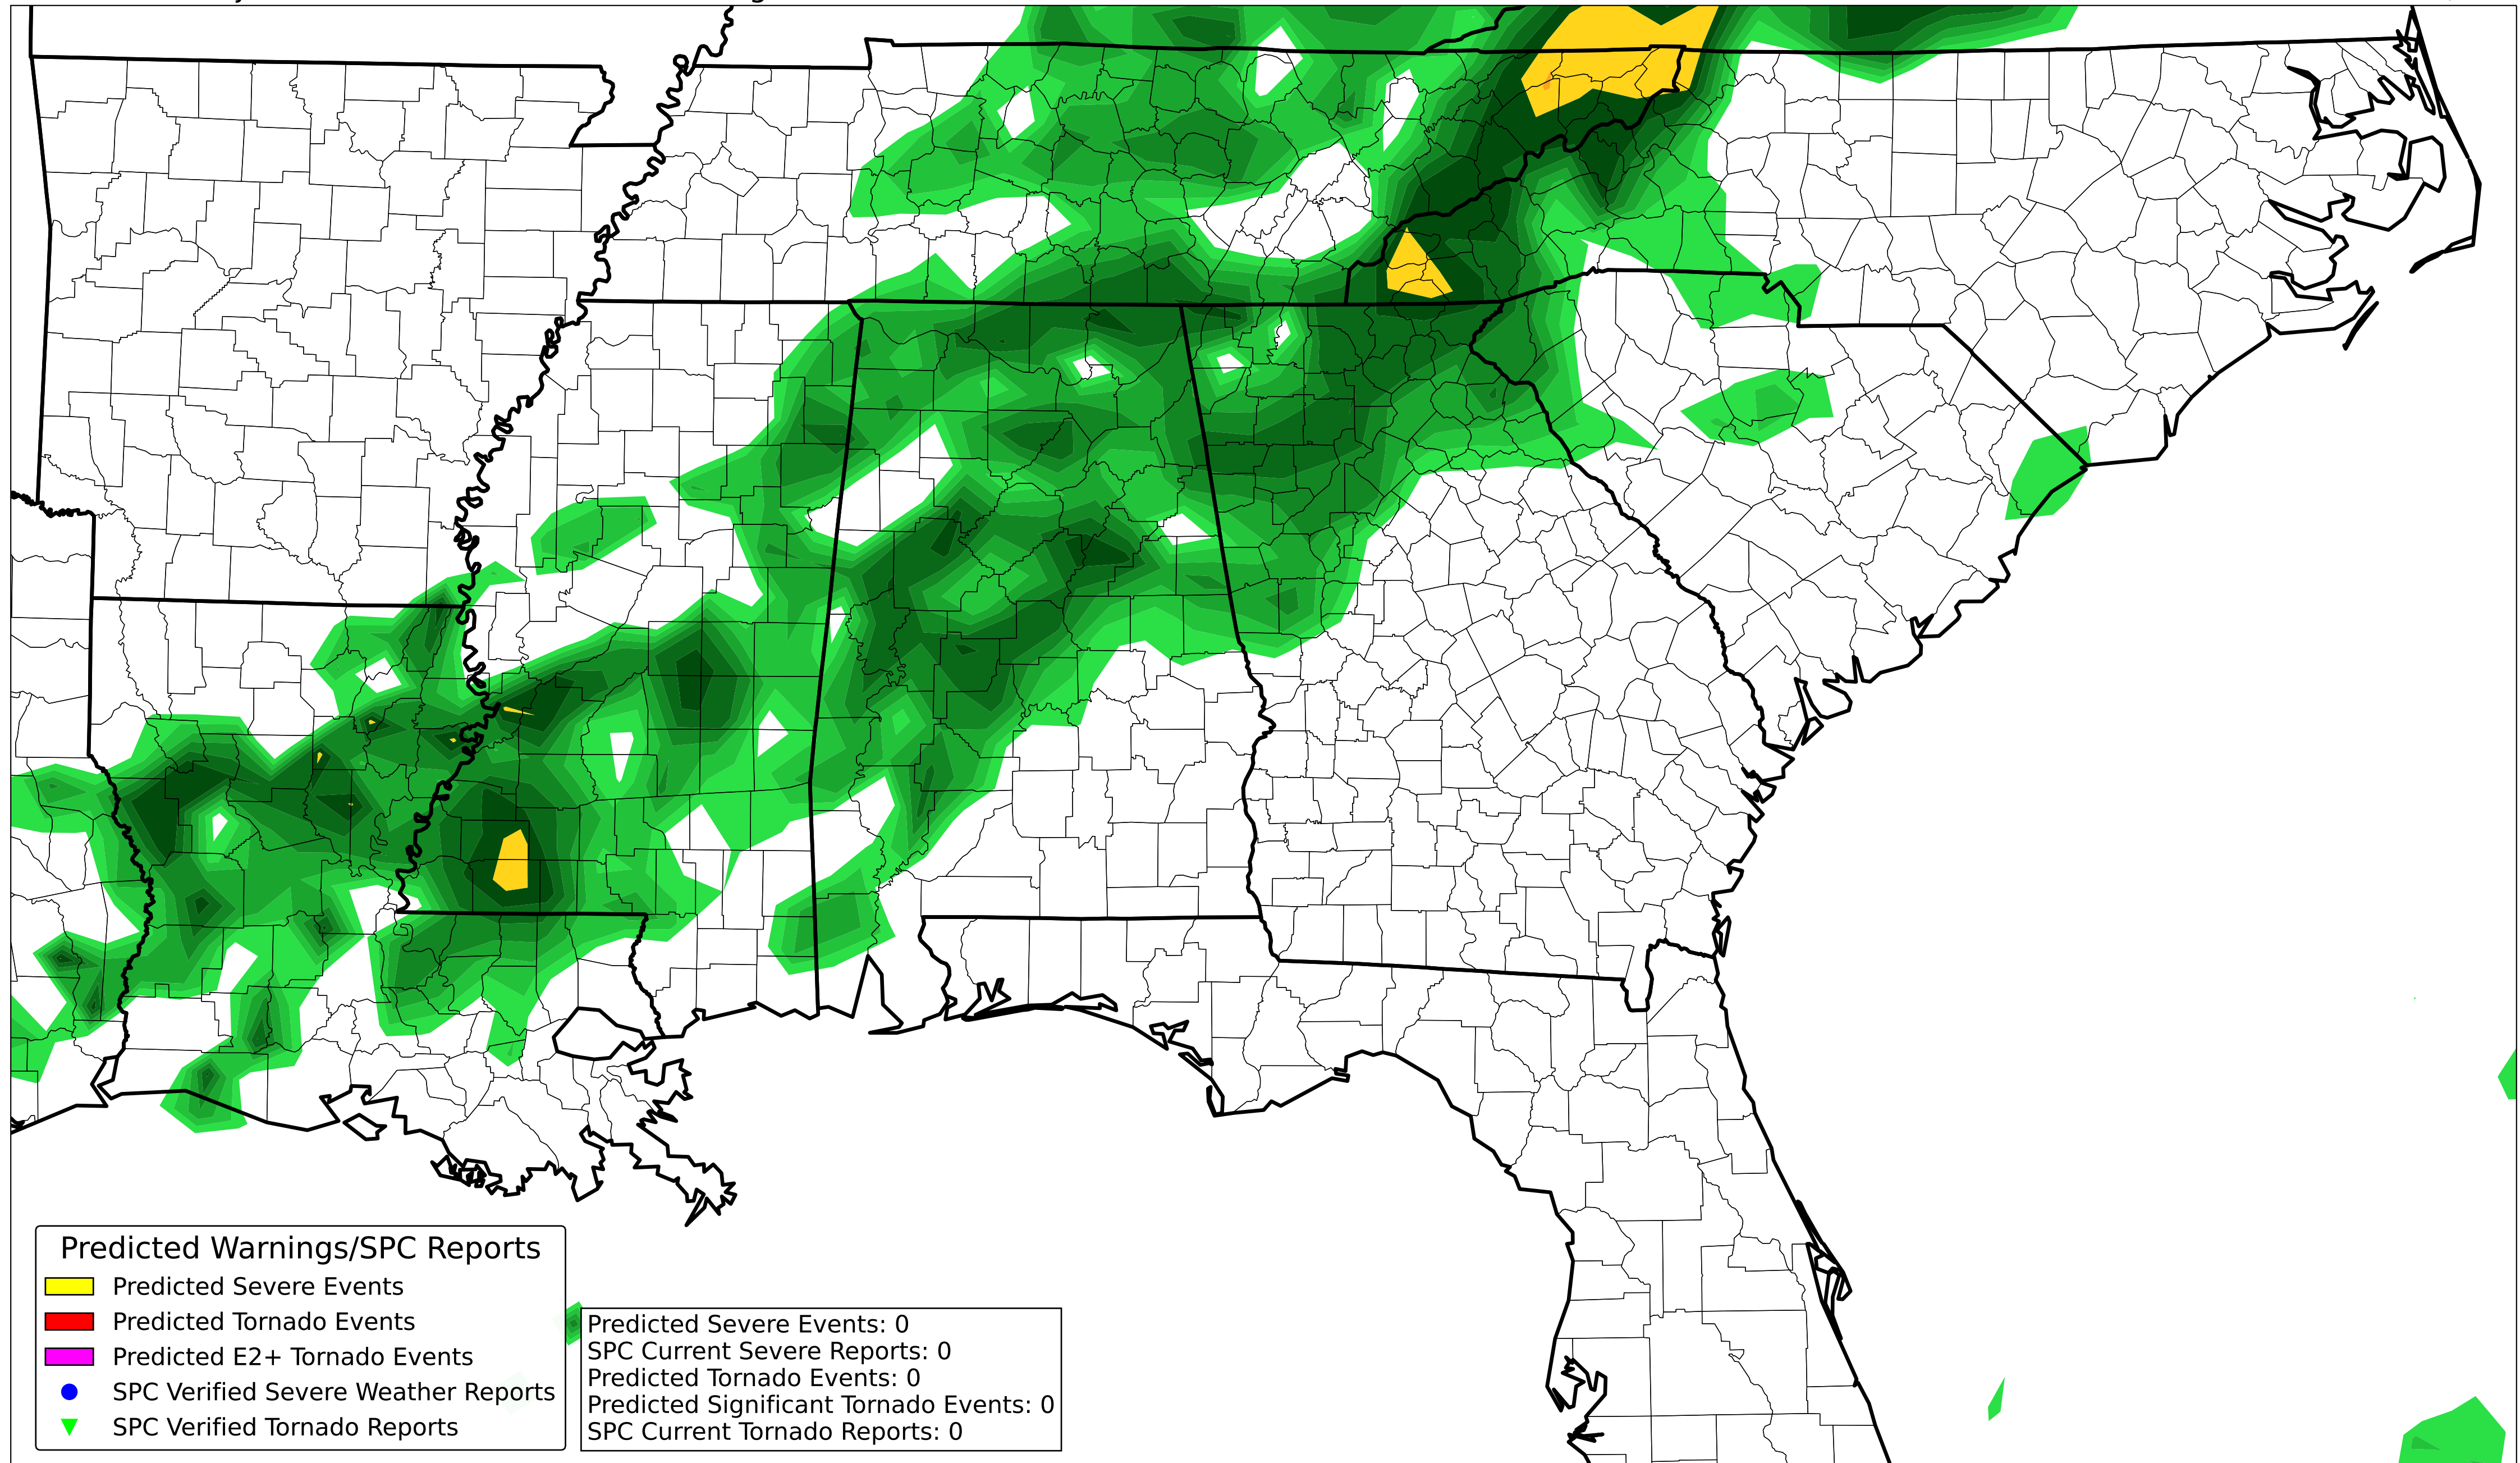 Predicted Warnings/SPC Reports
Predicted Severe Events
Predicted Tornado Events
Predicted E2+ Tornado Events
SPC Verified Severe Weather Reports
SPC Verified Tornado Reports
Predicted Severe Events: 0
SPC Current Severe Reports: 0
Predicted Tornado Events: 0
Predicted Significant Tornado Events: 0
SPC Current Tornado Reports: 0